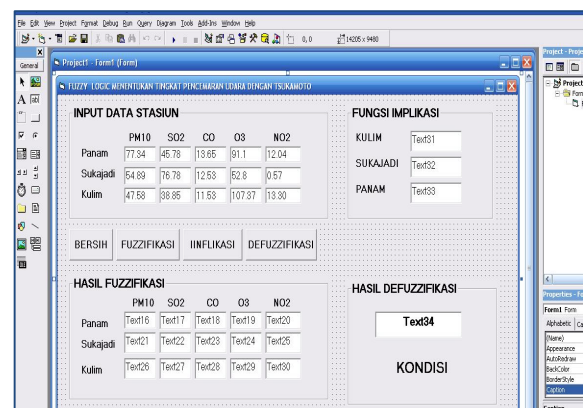 File Edit View Project Format Debug Run Query Diagram Tools Add-Ins Window Help
0, 0 14205 x 9480
General
Project1 - Form1 (Form)
FUZZY LOGIC MENENTUKAN TINGKAT PENCEMARAN UDARA DENGAN TSUKAMOTO
INPUT DATA STASIUN
PM10 SO2 CO O3 NO2
Panam 77.34 45.78 13.65 91.1 12.04
Sukajadi 54.89 76.78 12.53 52.8 0.57
Kulim 47.58 38.85 11.53 107.37 13.30
FUNGSI IMPLIKASI
KULIM Text31
SUKAJADI Text32
PANAM Text33
BERSIH FUZZIFIKASI IINFLIKASI DEFUZZIFIKASI
HASIL FUZZIFIKASI
PM10 SO2 CO O3 NO2
Panam Text16 Text17 Text18 Text19 Text20
Sukajadi Text21 Text22 Text23 Text24 Text25
Kulim Text26 Text27 Text28 Text29 Text30
HASIL DEFUZZIFIKASI
Text34
KONDISI
Project - Proje
Project
Form
Properties - Fo
Form1 Form
Alphabetic Ca
(Name)
Appearance
AutoRedraw
BackColor
BorderStyle
Caption
Caption